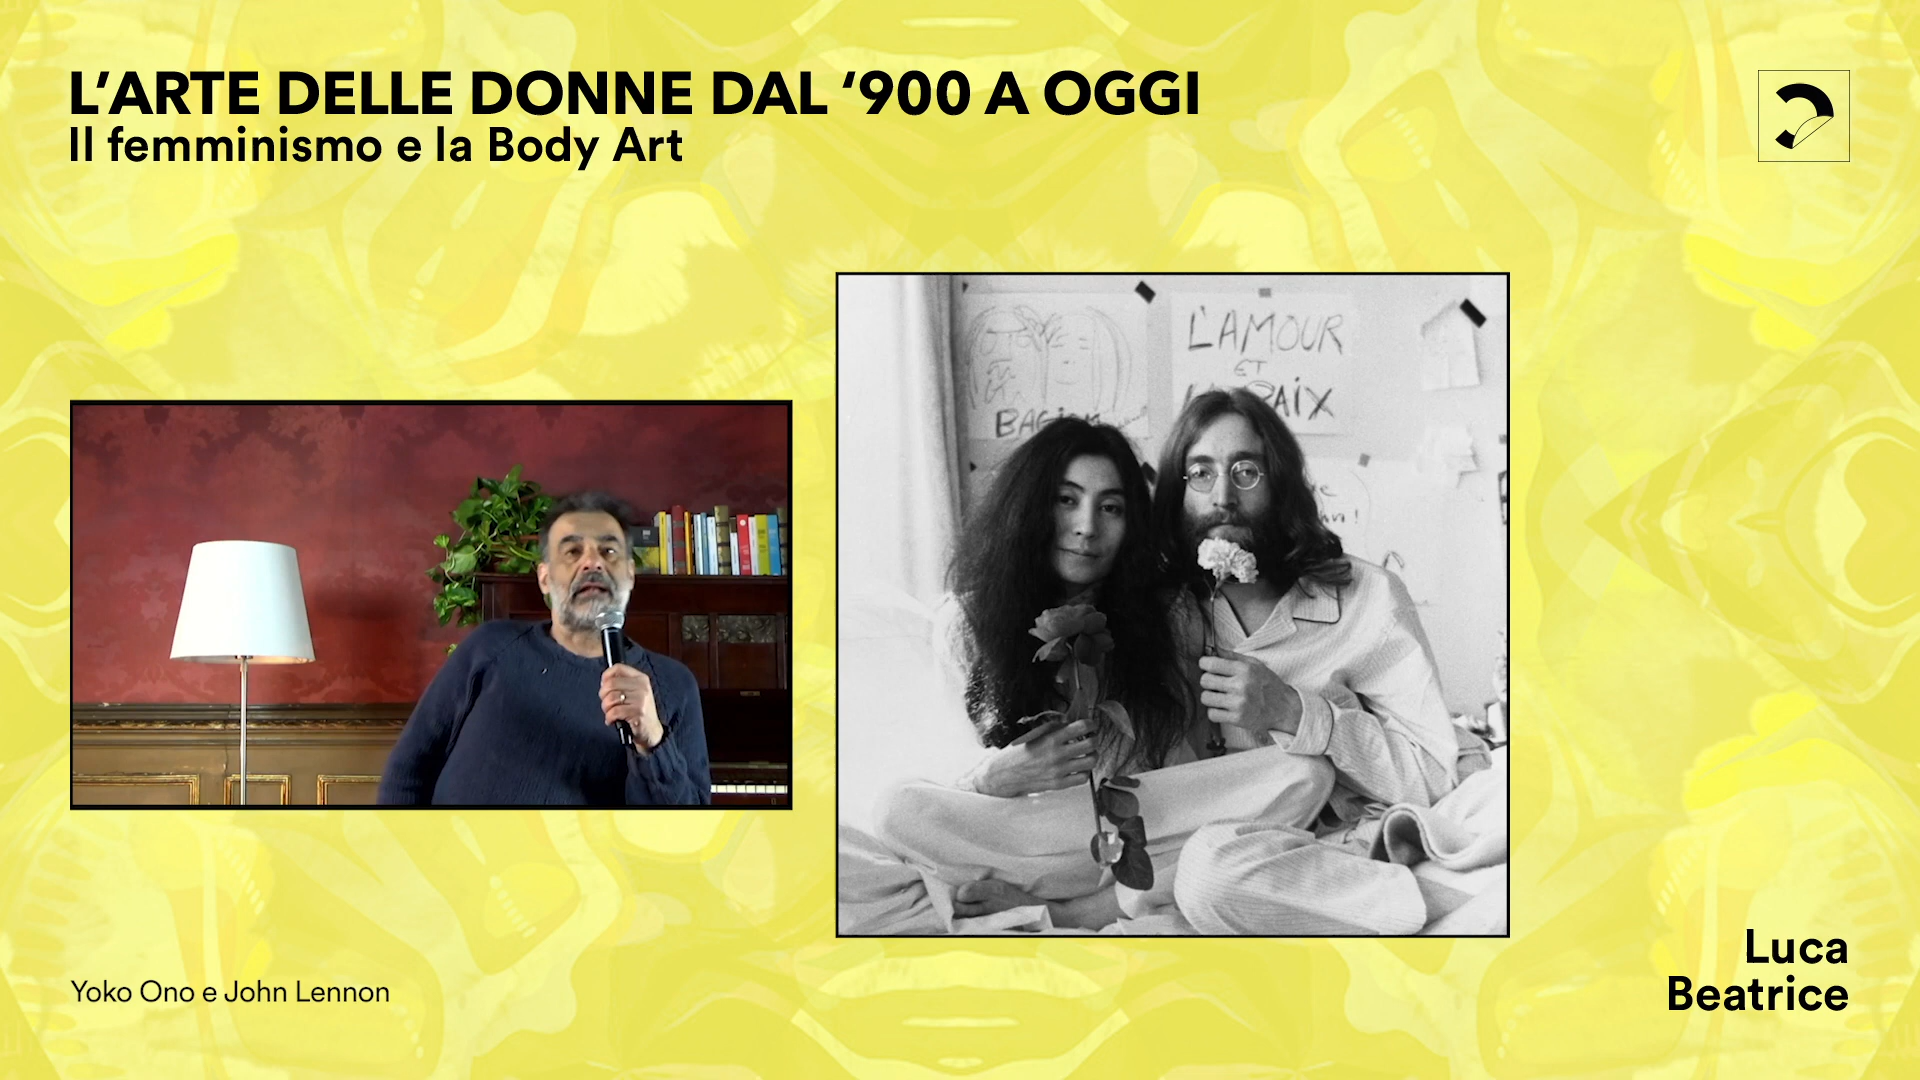 L’ARTE DELLE DONNE DAL ‘900 A OGGI
Il femminismo e la Body Art
L'AMOUR
ET
PAIX
Yoko Ono e John Lennon
Luca
Beatrice